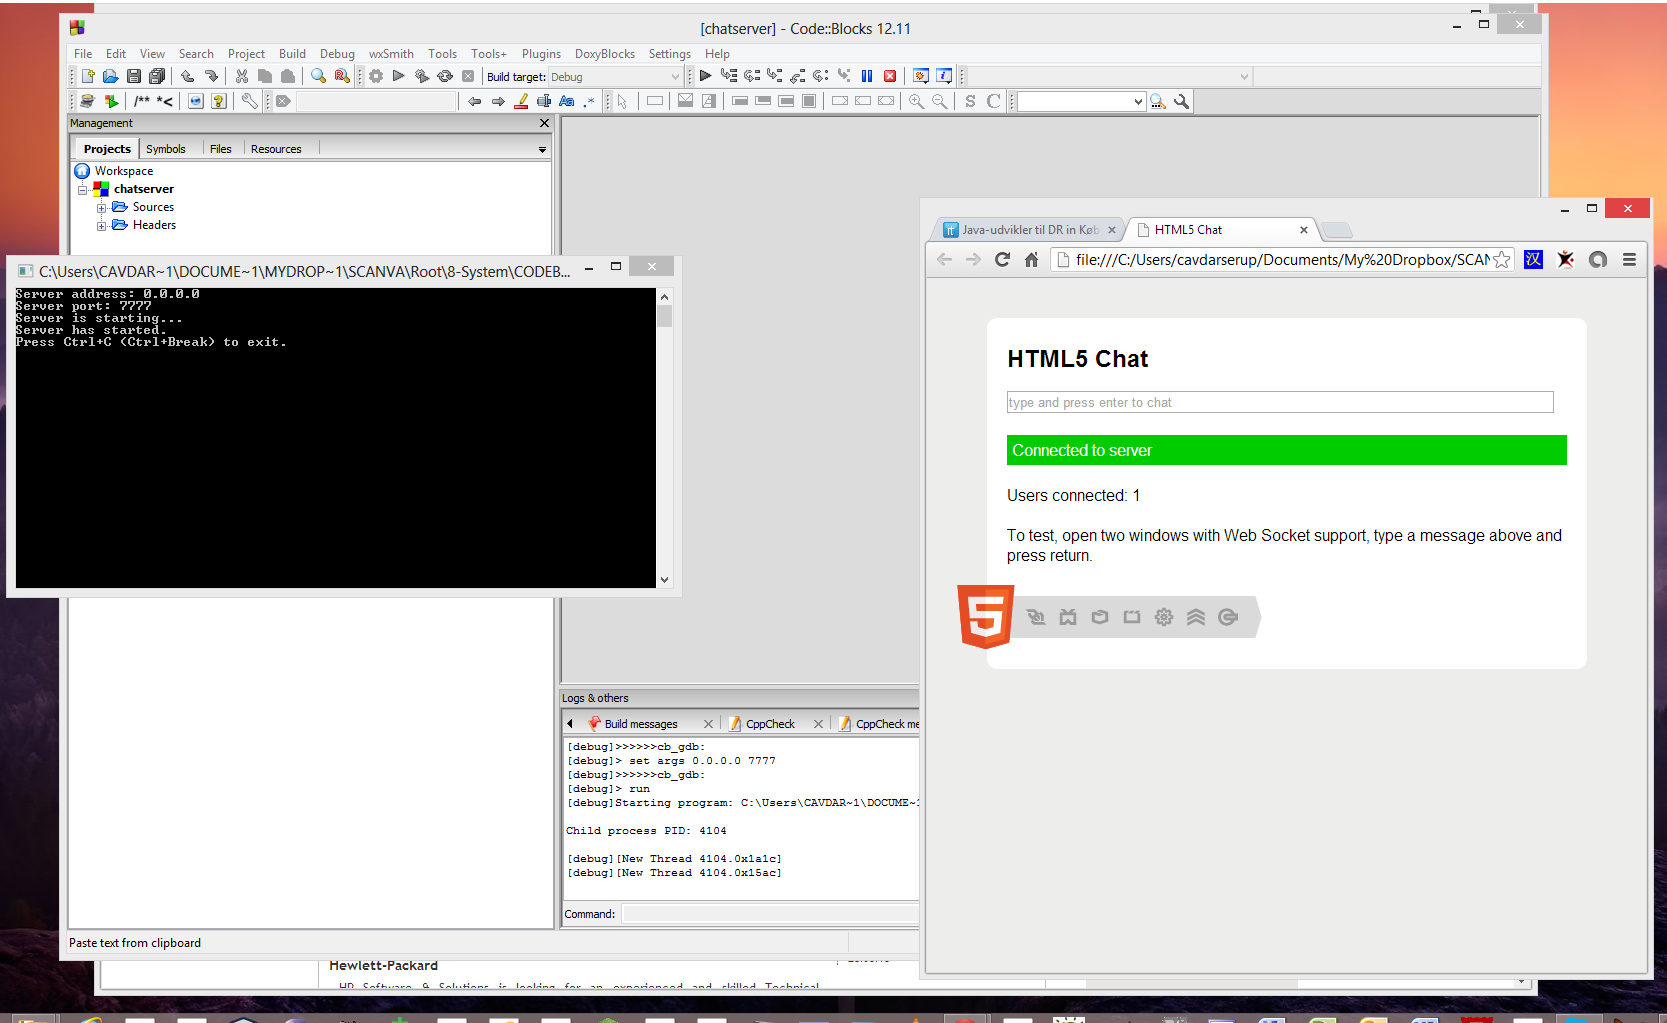 [chatserver] - Code::Blocks 12.11
File Edit View Search Project Build Debug wxSmith Tools Tools+ Plugins DoxyBlocks Settings Help
Build target: Debug
/** *<
Aa .*
S C
Management
Projects Symbols Files Resources
Workspace
chatserver
Sources
Headers
C:\Users\CAVDAR~1\DOCUME~1\MYDROP~1\SCANVA\Root\8-System\CODEB...
Server address: 0.0.0.0
Server port: 7777
Server is starting...
Server has started.
Press Ctrl+C (Ctrl+Break) to exit.
Logs & others
Build messages CppCheck CppCheck me
[debug]>>>>>>cb_gdb:
[debug]> set args 0.0.0.0 7777
[debug]>>>>>>cb_gdb:
[debug]> run
[debug]Starting program: C:\Users\CAVDAR~1\DOCUME~1
Child process PID: 4104
[debug][New Thread 4104.0x1a1c]
[debug][New Thread 4104.0x15ac]
Command:
Paste text from clipboard
Hewlett-Packard
HP Software & Solutions is looking for an experienced and skilled Technical
Java-udvikler til DR in Køb HTML5 Chat
file:///C:/Users/cavdarserup/Documents/My%20Dropbox/SCAN
汉
HTML5 Chat
type and press enter to chat
Connected to server
Users connected: 1
To test, open two windows with Web Socket support, type a message above and
press return.
5